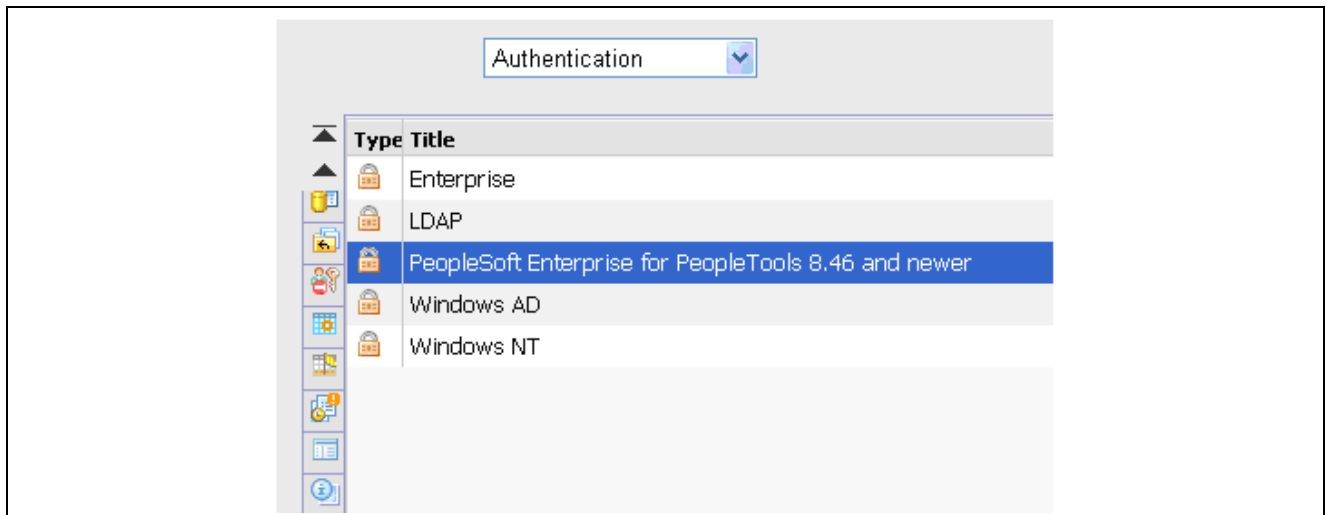 Authentication
Type Title
Enterprise
LDAP
PeopleSoft Enterprise for PeopleTools 8.46 and newer
Windows AD
Windows NT